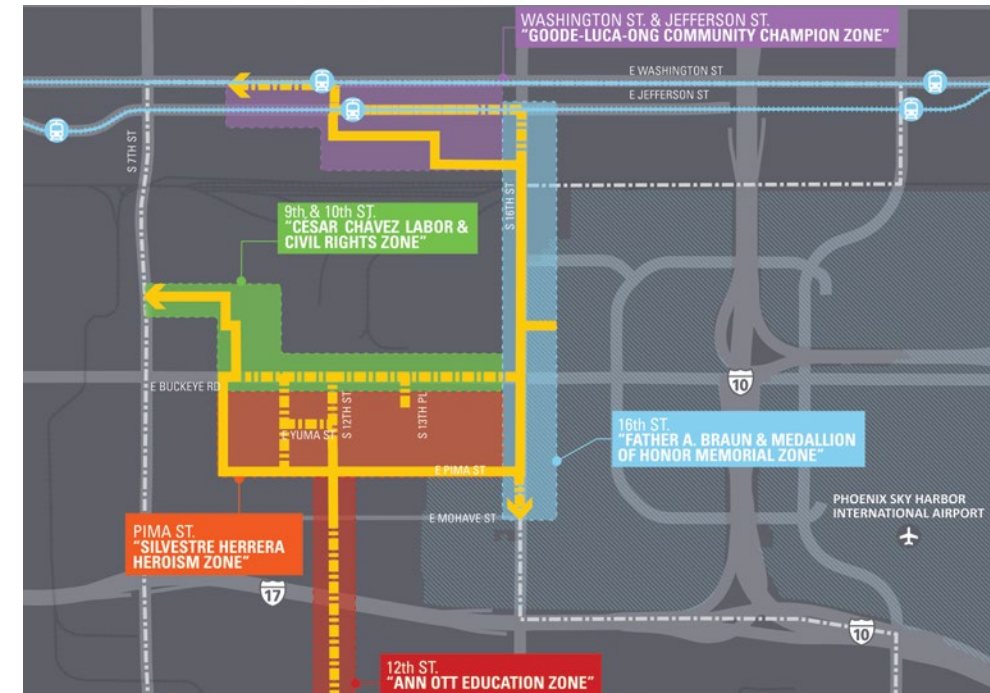 WASHINGTON ST. & JEFFERSON ST.
"GOODE-LUCA-ONG COMMUNITY CHAMPION ZONE"
E WASHINGTON ST
E JEFFERSON ST
S 7TH ST
S 16TH ST
9th & 10th ST.
"CÉSAR CHÁVEZ LABOR &
CIVIL RIGHTS ZONE"
10
E BUCKEYE RD
S 12TH ST
S 13TH PL
E YUMA ST
16th ST.
"FATHER A. BRAUN & MEDALLION
OF HONOR MEMORIAL ZONE"
E PIMA ST
PHOENIX SKY HARBOR
INTERNATIONAL AIRPORT
E MOHAVE ST
PIMA ST.
"SILVESTRE HERRERA
HEROISM ZONE"
17
10
12th ST.
"ANN OTT EDUCATION ZONE"